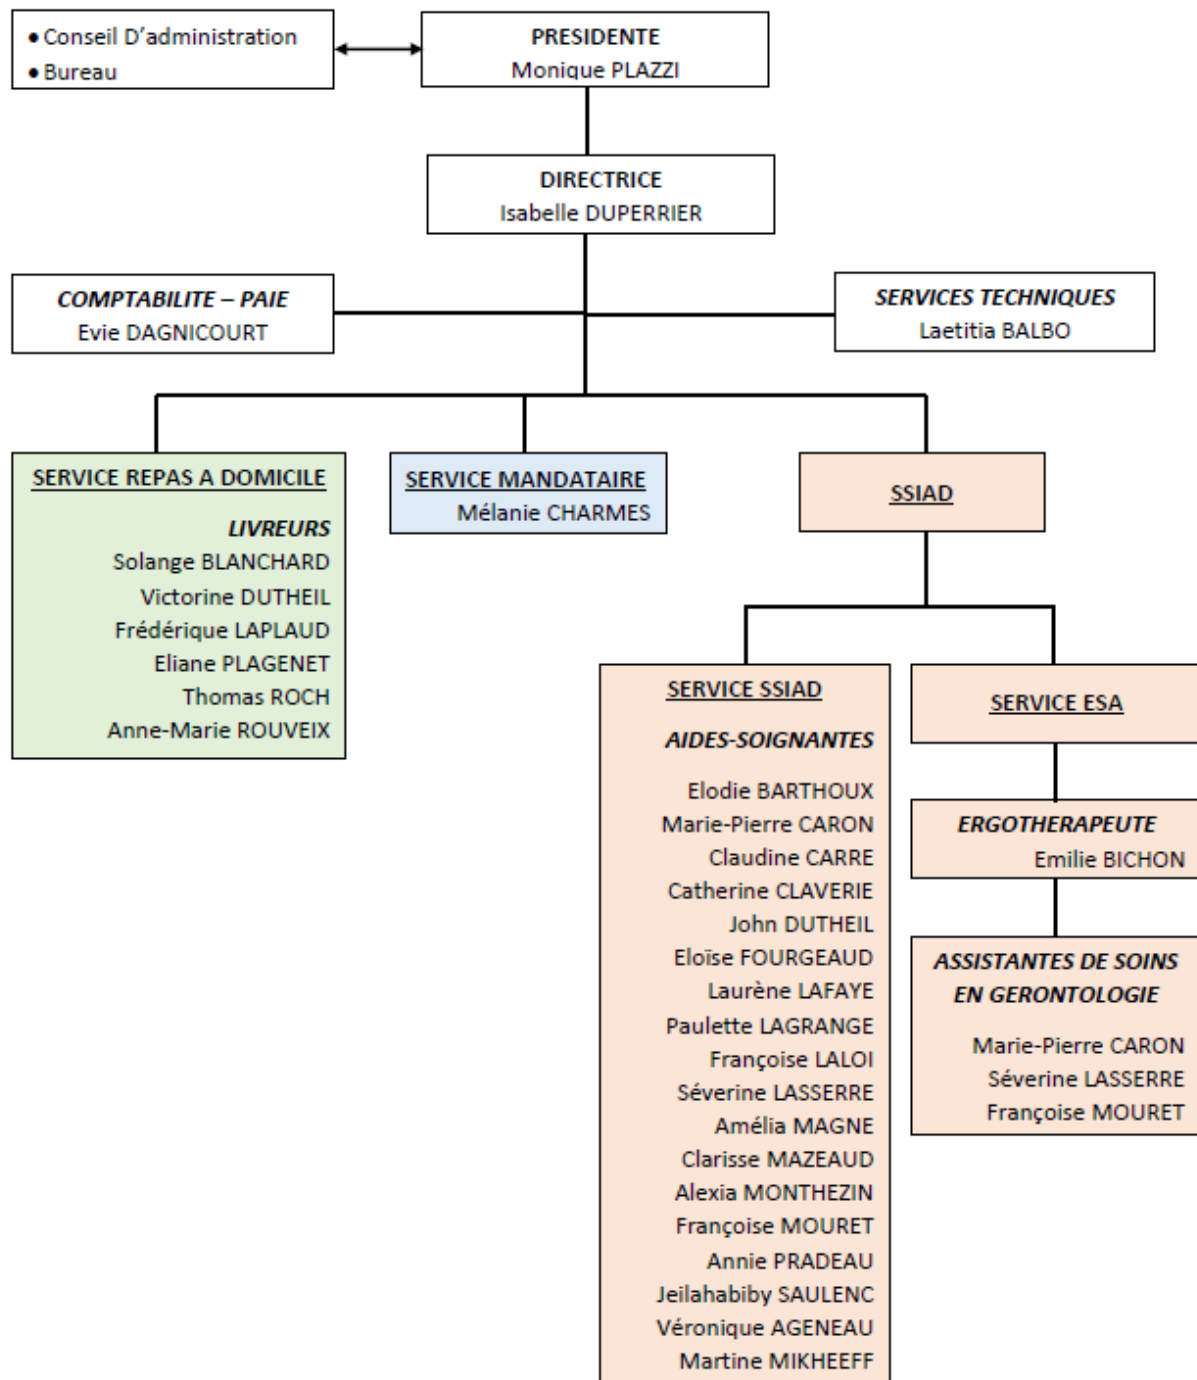 • Conseil D'administration
• Bureau
PRESIDENTE
Monique PLAZZI
DIRECTRICE
Isabelle DUPERRIER
COMPTABILITE – PAIE
Evie DAGNICOURT
SERVICES TECHNIQUES
Laetitia BALBO
SERVICE REPAS A DOMICILE
LIVREURS
Solange BLANCHARD
Victorine DUTHEIL
Frédérique LAPLAUD
Eliane PLAGENET
Thomas ROCH
Anne-Marie ROUVEIX
SERVICE MANDATAIRE
Mélanie CHARMES
SSIAD
SERVICE SSIAD
AIDES-SOIGNANTES
Elodie BARTHOUX
Marie-Pierre CARON
Claudine CARRE
Catherine CLAVERIE
John DUTHEIL
Eloïse FOURGEAUD
Laurène LAFAYE
Paulette LAGRANGE
Françoise LALOI
Séverine LASSERRE
Amélia MAGNE
Clarisse MAZEAUD
Alexia MONTHEZIN
Françoise MOURET
Annie PRADEAU
Jeilahabiby SAULENC
Véronique AGENEAU
Martine MIKHEEFF
SERVICE ESA
ERGOTHERAPEUTE
Emilie BICHON
ASSISTANTES DE SOINS
EN GERONTOLOGIE
Marie-Pierre CARON
Séverine LASSERRE
Françoise MOURET